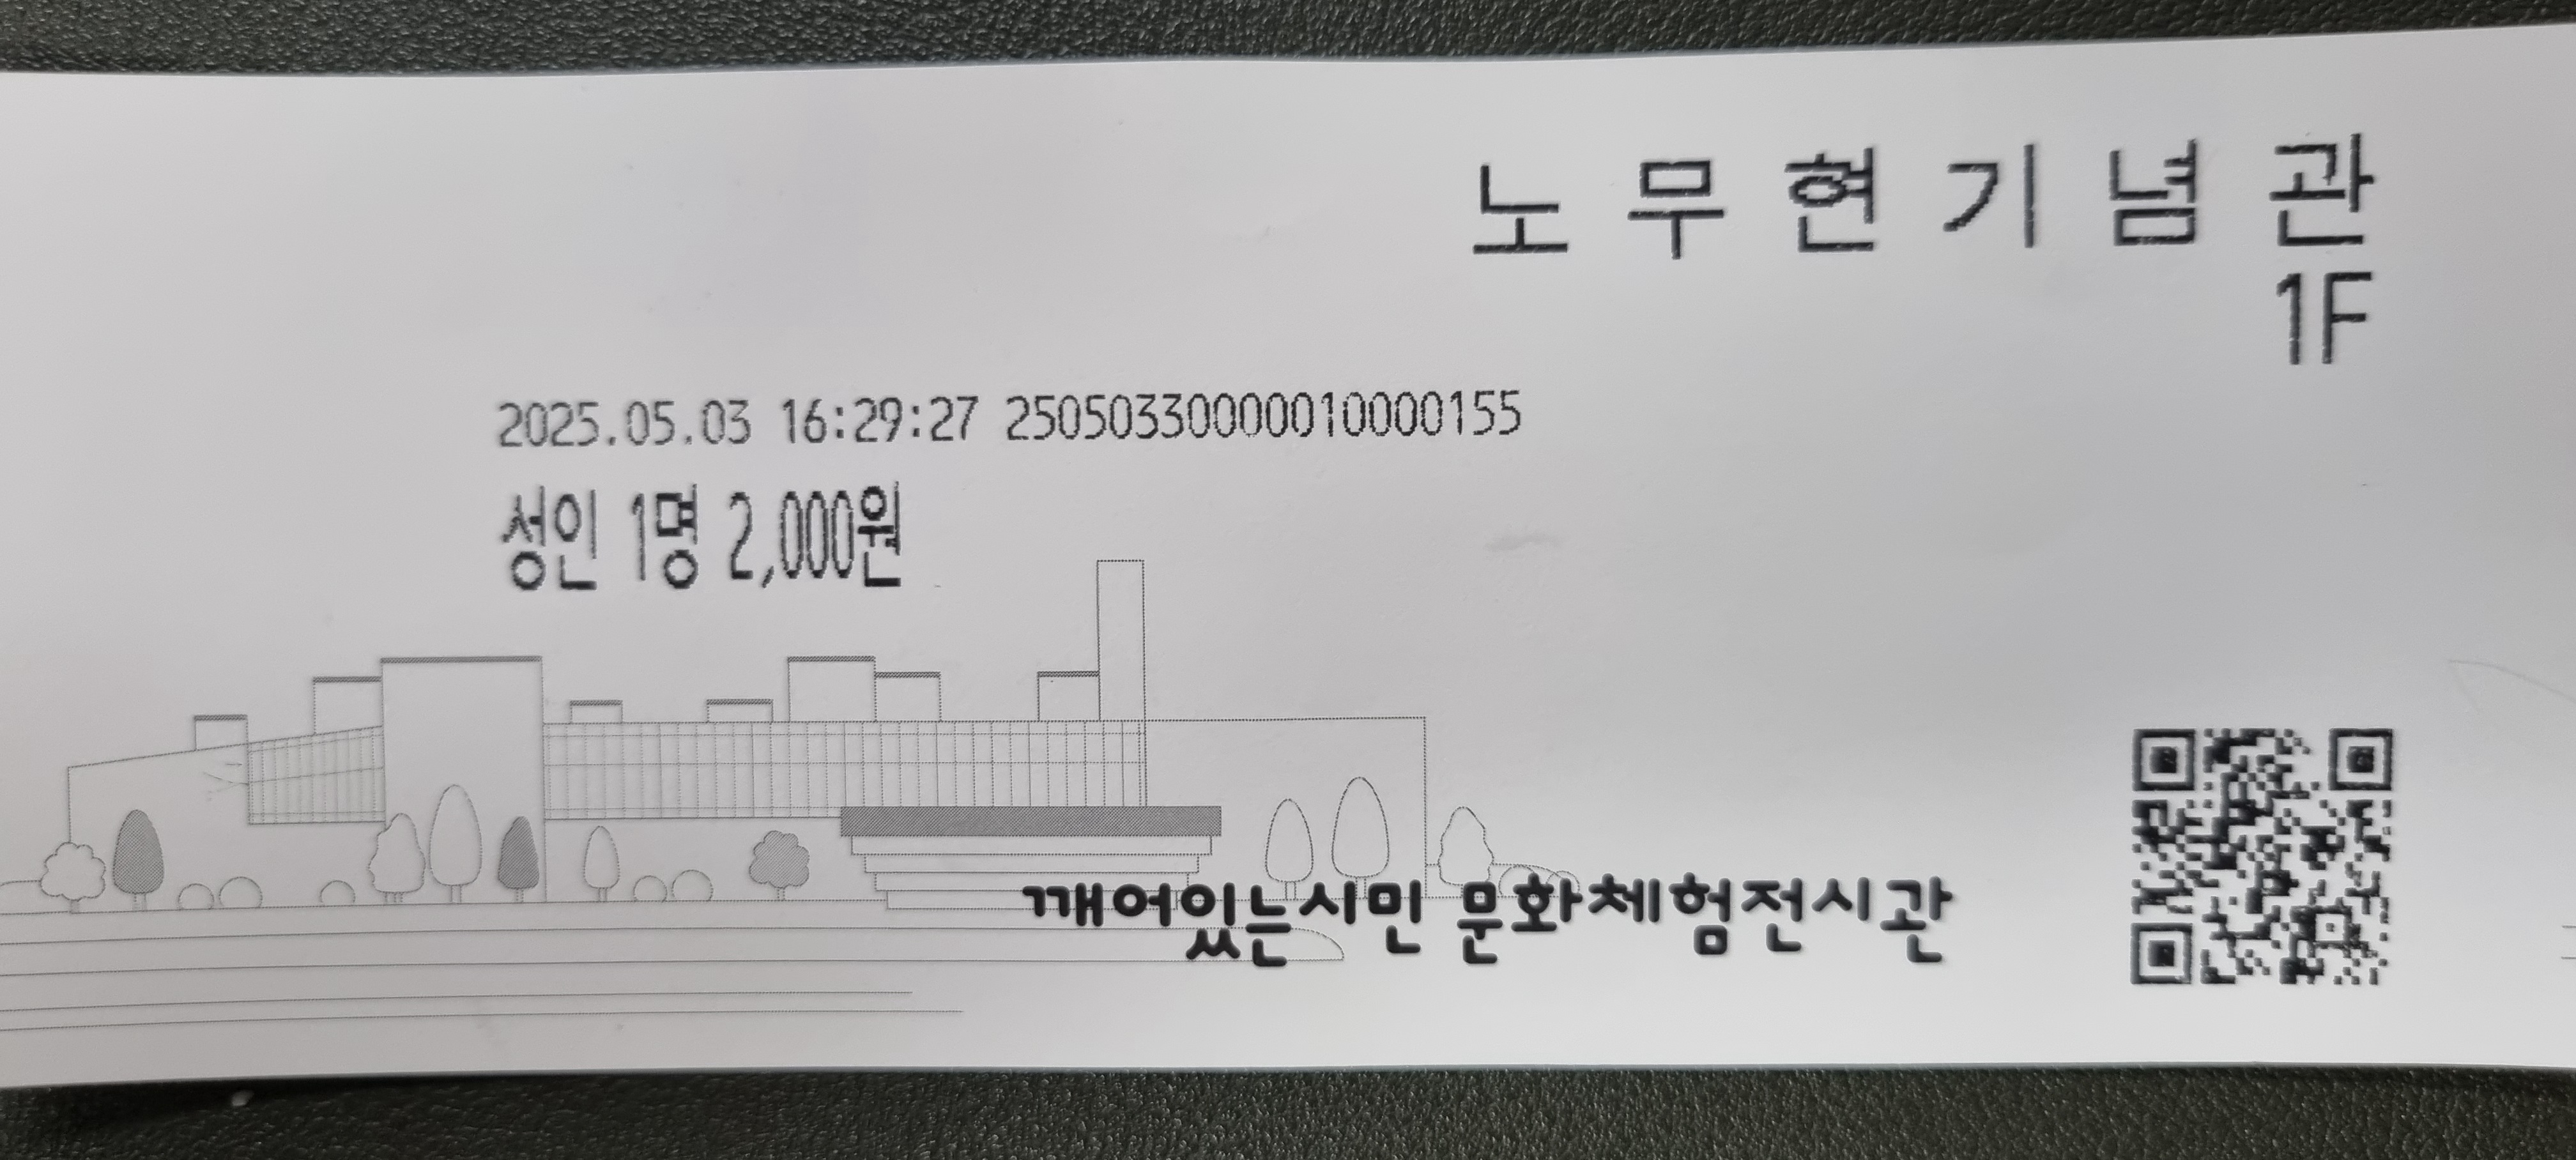 노무현기념관
1F
2025.05.03 16:29:27 25050330000010000155
성인 1명 2,000원
깨어있는시민 문화체험전시관